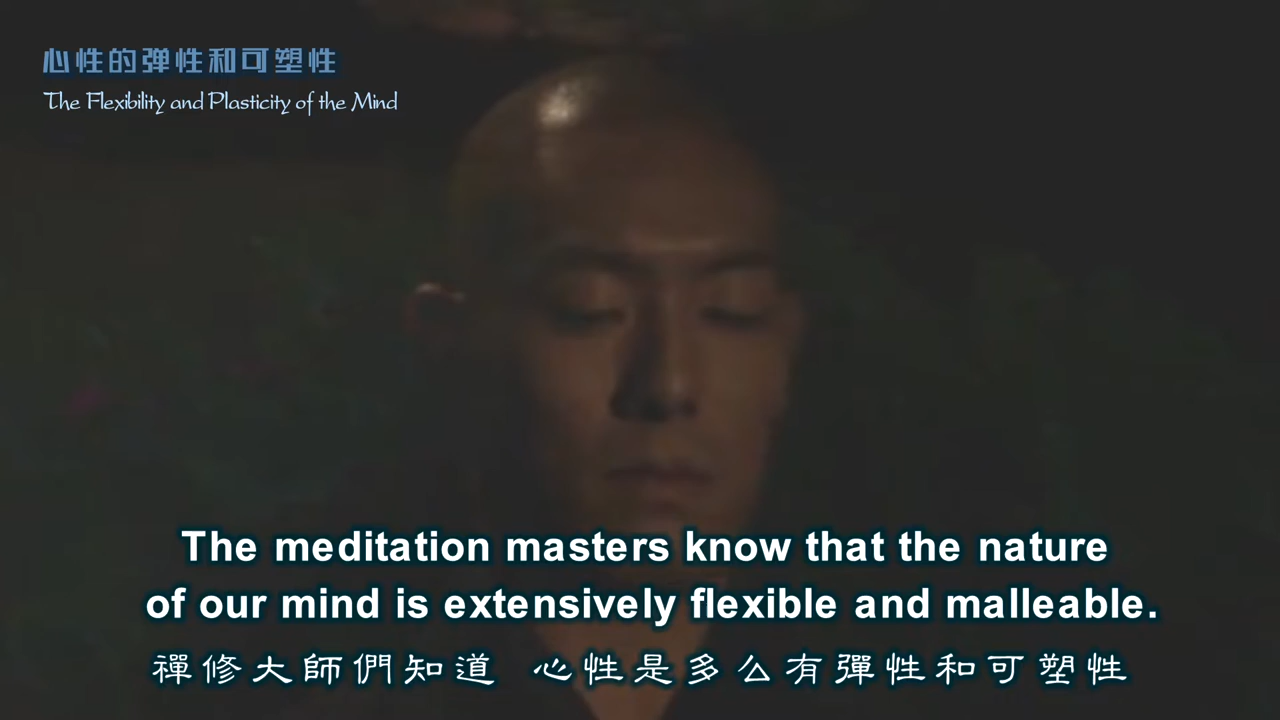 心性的弹性和可塑性
The Flexibility and Plasticity of the Mind
The meditation masters know that the nature
of our mind is extensively flexible and malleable.
禪修大師們知道 心性是多么有彈性和可塑性